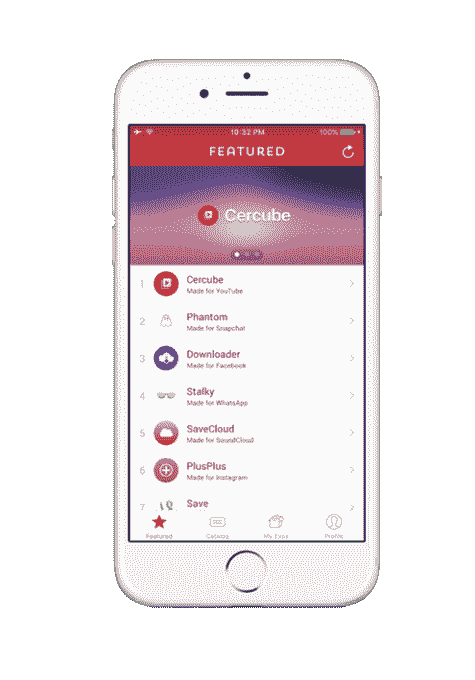 10:32 PM 100%
FEATURED
Cercube
1 Cercube
Made for YouTube
2 Phantom
Made for Snapchat
3 Downloader
Made for Facebook
4 Stalky
Made for WhatsApp
5 SaveCloud
Made for SoundCloud
6 PlusPlus
Made for Instagram
7 Save
Featured Catalog My Exos Profile